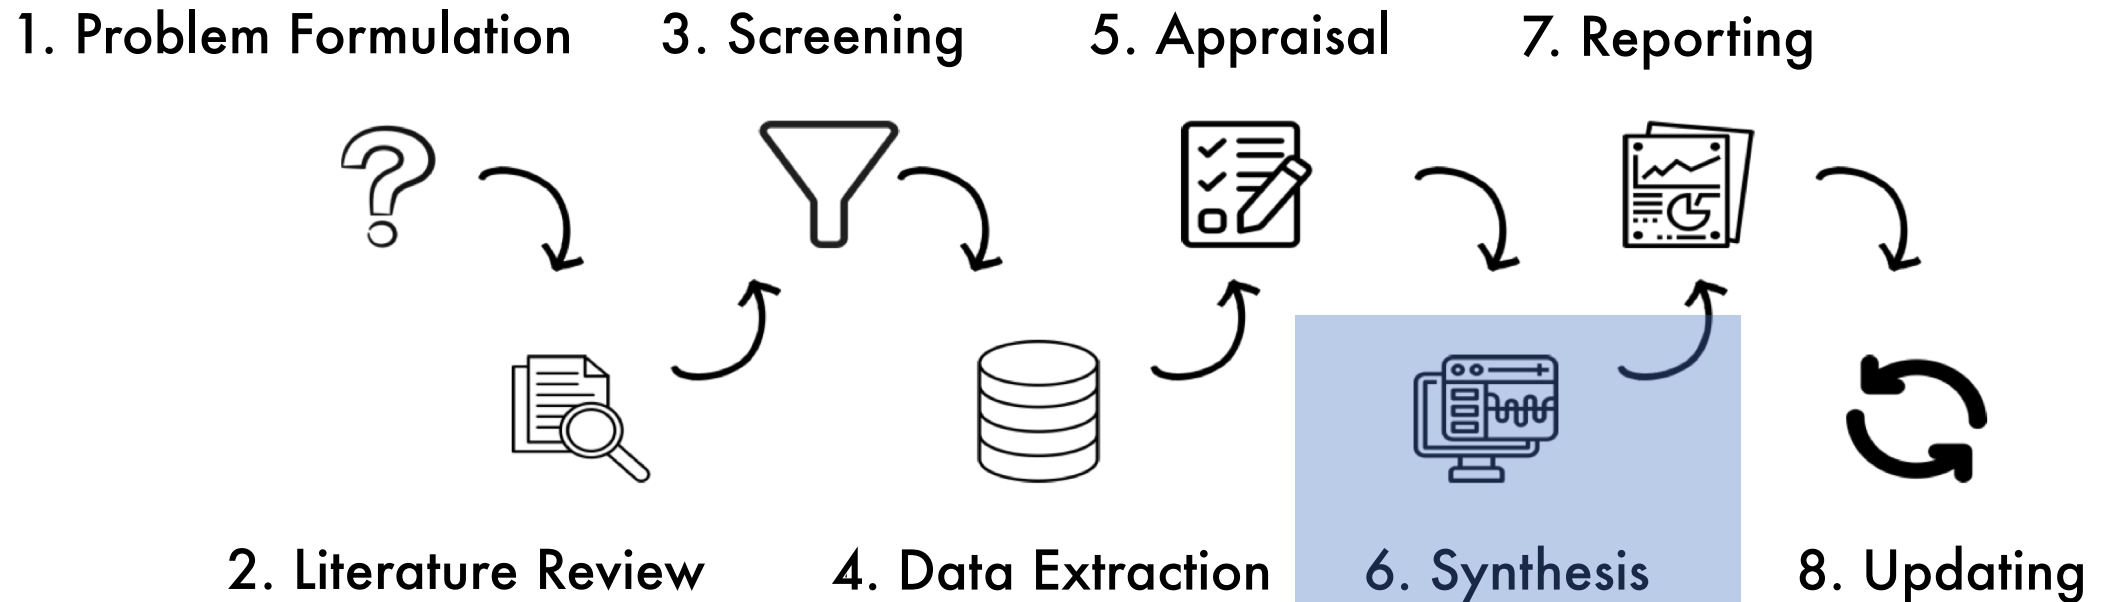 1. Problem Formulation
3. Screening
5. Appraisal
7. Reporting
2. Literature Review
4. Data Extraction
6. Synthesis
8. Updating